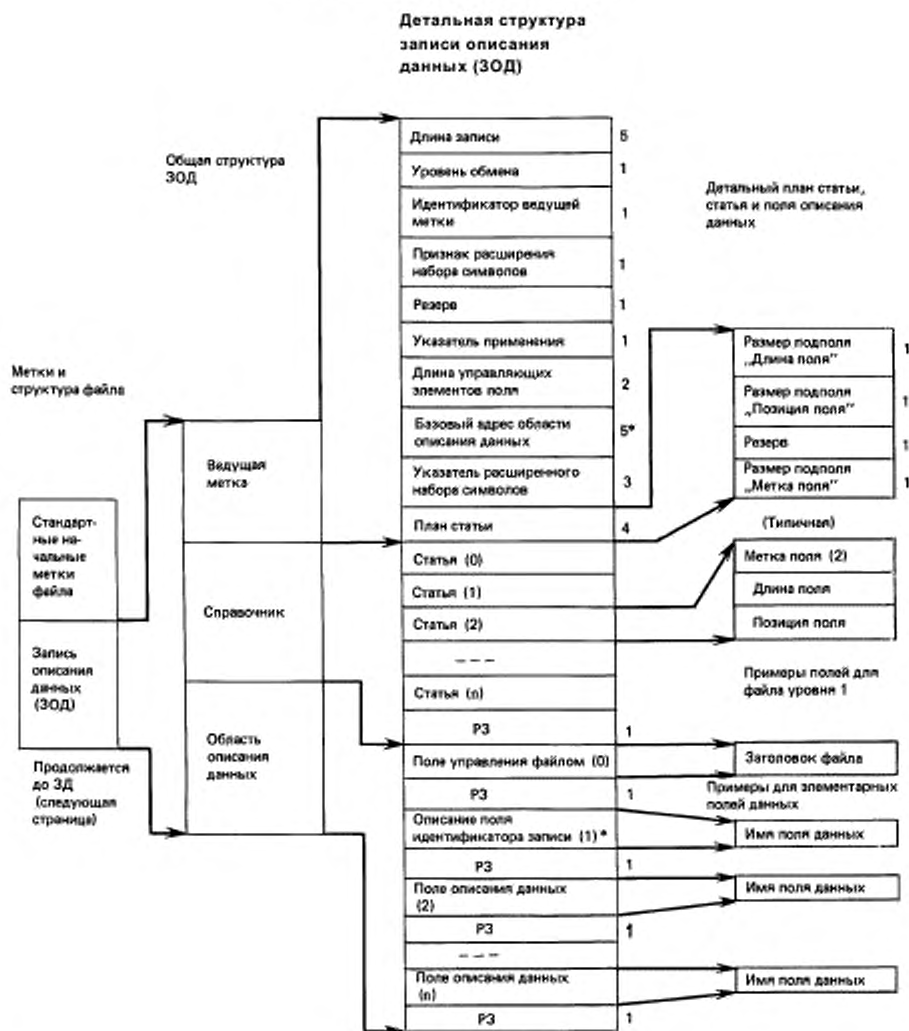 Детальная структура
записи описания
данных (ЗОД)
Общая структура
ЗОД
Метки и
структура файла
Стандарт-
ные на-
чальные
метки
файла
Запись
описания
данных
(ЗОД)
Продолжается
до ЗД
(следующая
страница)
Ведущая
метка
Справочник
Область
описания
данных
Длина записи 5
Уровень обмена 1
Идентификатор ведущей
метки 1
Признак расширения
набора символов 1
Резерв 1
Указатель применения 1
Длина управляющих
элементов поля 2
Базовый адрес области
описания данных 5*
Указатель расширенного
набора символов 3
План статьи 4
Статья (0)
Статья (1)
Статья (2)
– – –
Статья (n)
РЗ 1
Поле управления файлом (0)
РЗ 1
Описание поля
идентификатора записи (1)*
РЗ 1
Поле описания данных
(2)
РЗ 1
– – –
Поле описания данных
(n)
РЗ 1
Детальный план статьи,
статья и поля описания
данных
Размер подполя
„Длина поля” 1
Размер подполя
„Позиция поля” 1
Резерв 1
Размер подполя
„Метка поля” 1
(Типичная)
Метка поля (2)
Длина поля
Позиция поля
Примеры полей для
файла уровня 1
Заголовок файла
Примеры для элементарных
полей данных
Имя поля данных
Имя поля данных
Имя поля данных